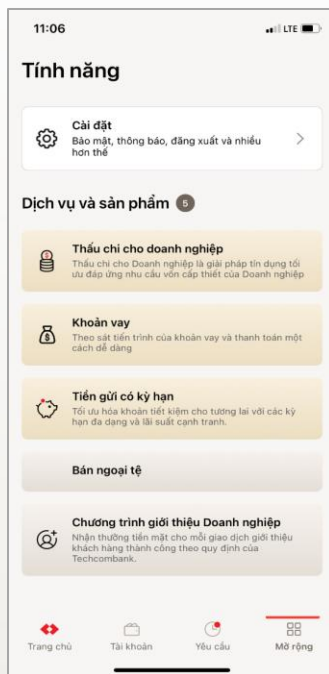 11:06
LTE
Tính năng
Cài đặt
Bảo mật, thông báo, đăng xuất và nhiều
hơn thế
Dịch vụ và sản phẩm 5
Thấu chi cho doanh nghiệp
Thấu chi cho Doanh nghiệp là giải pháp tín dụng tối
ưu đáp ứng nhu cầu vốn cấp thiết của Doanh nghiệp
Khoản vay
Theo sát tiến trình của khoản vay và thanh toán một
cách dễ dàng
Tiền gửi có kỳ hạn
Tối ưu hóa khoản tiết kiệm cho tương lai với các kỳ
hạn đa dạng và lãi suất cạnh tranh.
Bán ngoại tệ
Chương trình giới thiệu Doanh nghiệp
Nhận thưởng tiền mặt cho mỗi giao dịch giới thiệu
khách hàng thành công theo quy định của
Techcombank.
Trang chủ Tài khoản Yêu cầu Mở rộng